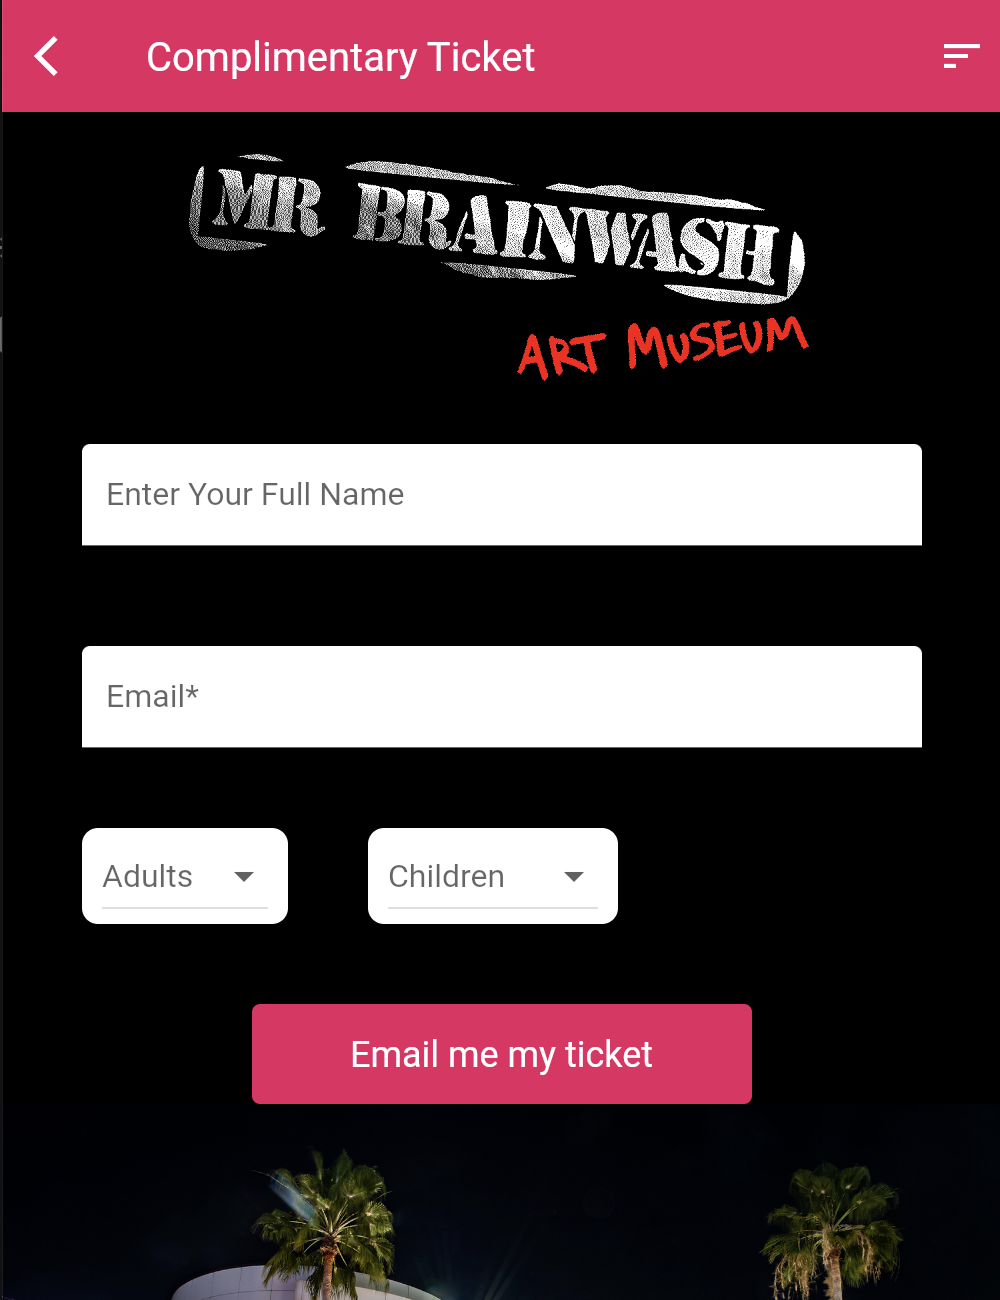 Complimentary Ticket
MR BRAINWASH
ART MUSEUM
Enter Your Full Name
Email*
Adults
Children
Email me my ticket